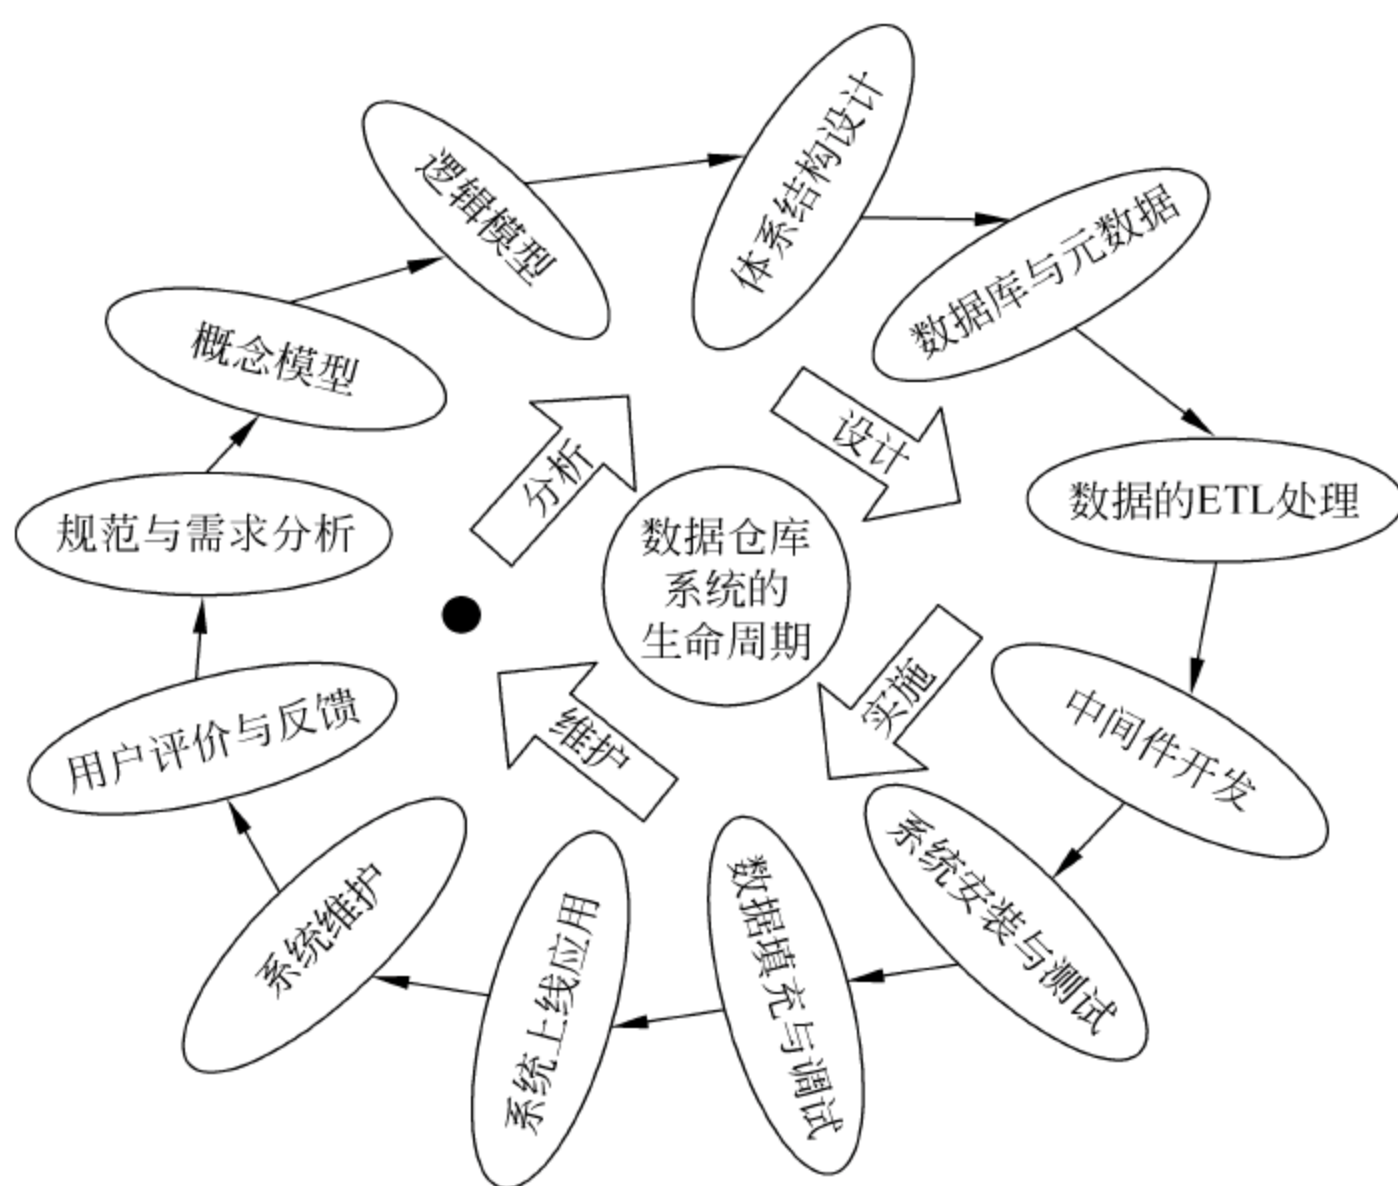 逻辑模型
体系结构设计
数据库与元数据
概念模型
分析
设计
规范与需求分析
数据仓库
系统的
生命周期
数据的ETL处理
用户评价与反馈
维护
实施
中间件开发
系统维护
系统上线应用
数据填充与调试
系统安装与测试